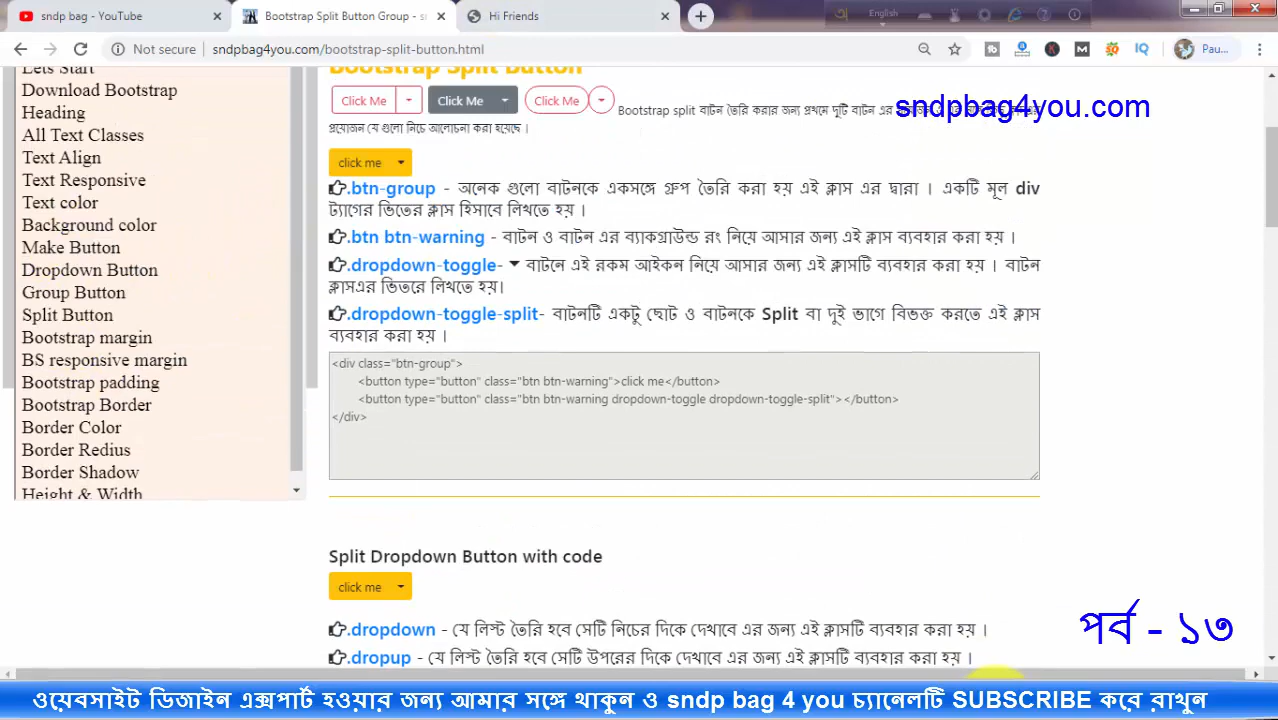 sndp bag - YouTube
Bootstrap Split Button Group - s
Hi Friends
English
Not secure
sndpbag4you.com/bootstrap-split-button.html
IQ
Pau...
Lets Start
Download Bootstrap
Heading
All Text Classes
Text Align
Text Responsive
Text color
Background color
Make Button
Dropdown Button
Group Button
Split Button
Bootstrap margin
BS responsive margin
Bootstrap padding
Bootstrap Border
Border Color
Border Redius
Border Shadow
Height & Width
Bootstrap Split Button
Click Me
Click Me
Click Me
Bootstrap split বাটন তৈরি করার জন্য প্রথমে দুটি বাটন এর
sndpbag4you.com
প্রয়োজন যে গুলো নিচে আলোচনা করা হয়েছে।
click me
.btn-group - অনেক গুলো বাটনকে একসঙ্গে গ্রুপ তৈরি করা হয় এই ক্লাস এর দ্বারা । একটি মূল div
ট্যাগের ভিতের ক্লাস হিসাবে লিখতে হয় ।
.btn btn-warning - বাটন ও বাটন এর ব্যাকগ্রাউন্ড রং নিয়ে আসার জন্য এই ক্লাস ব্যবহার করা হয় ।
.dropdown-toggle- বাটনে এই রকম আইকন নিয়ে আসার জন্য এই ক্লাসটি ব্যবহার করা হয় । বাটন
ক্লাসএর ভিতরে লিখতে হয়।
.dropdown-toggle-split- বাটনটি একটু ছোট ও বাটনকে Split বা দুই ভাগে বিভক্ত করতে এই ক্লাস
ব্যবহার করা হয় ।
<div class="btn-group">
<button type="button" class="btn btn-warning">click me</button>
<button type="button" class="btn btn-warning dropdown-toggle dropdown-toggle-split"></button>
</div>
Split Dropdown Button with code
click me
.dropdown - যে লিস্ট তৈরি হবে সেটি নিচের দিকে দেখাবে এর জন্য এই ক্লাসটি ব্যবহার করা হয় ।
.dropup - যে লিস্ট তৈরি হবে সেটি উপরের দিকে দেখাবে এর জন্য এই ক্লাসটি ব্যবহার করা হয় ।
পর্ব - ১৩
ওয়েবসাইট ডিজাইন এক্সপার্ট হওয়ার জন্য আমার সঙ্গে থাকুন ও sndp bag 4 you চ্যানেলটি SUBSCRIBE করে রাখুন